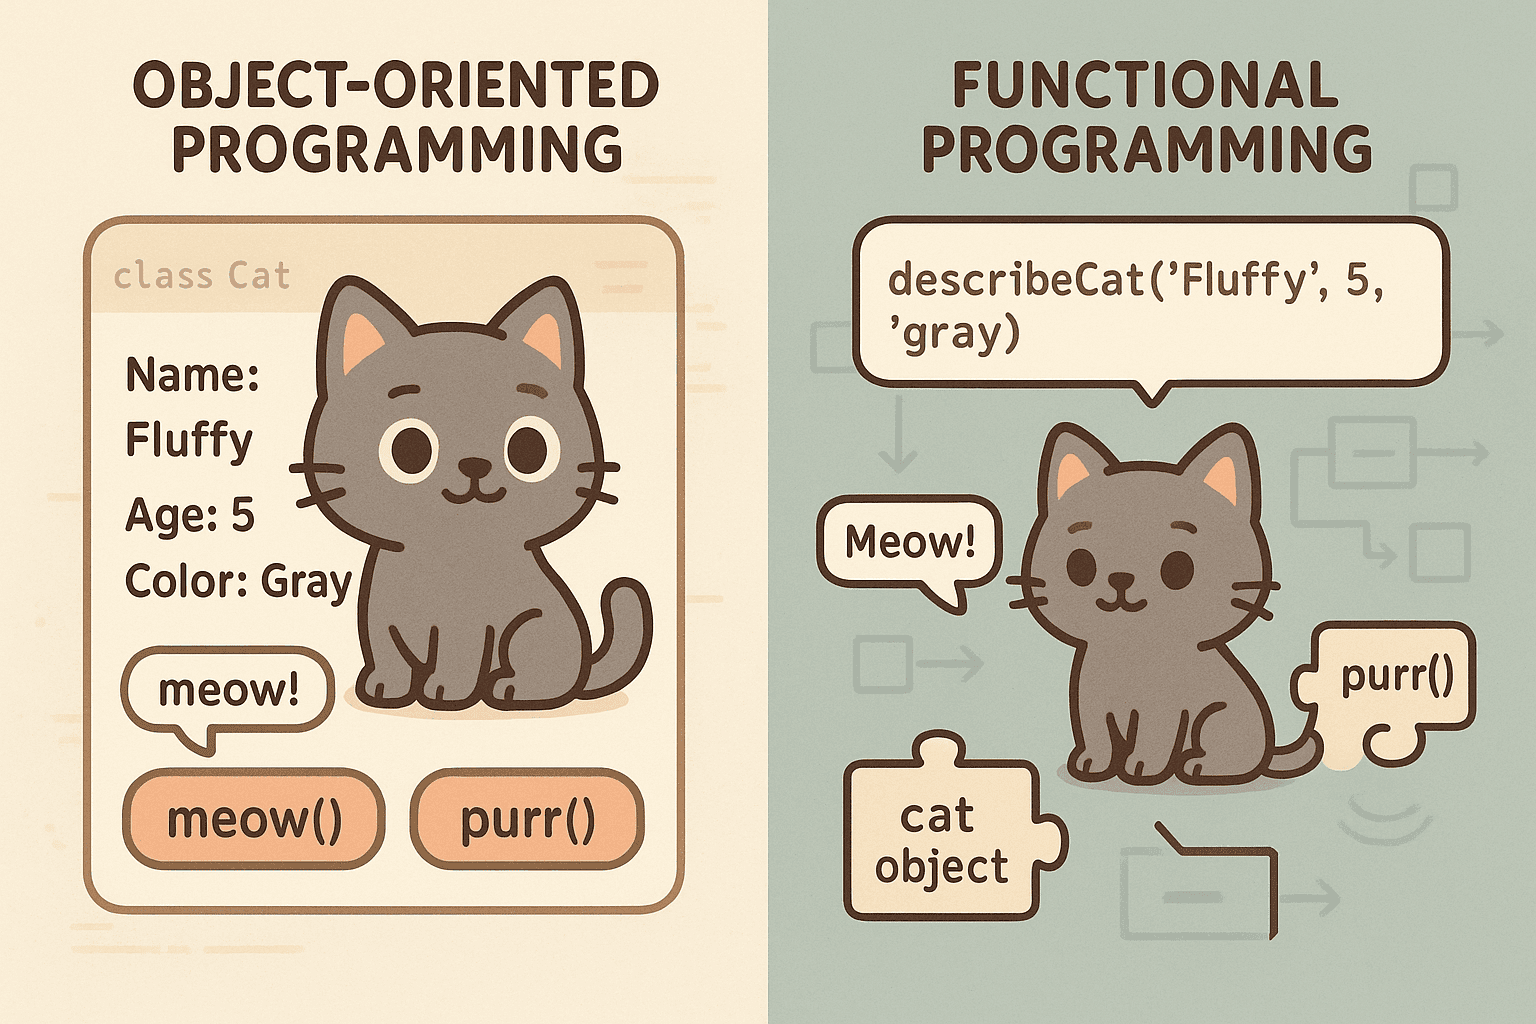 OBJECT-ORIENTED
PROGRAMMING
class Cat
Name:
Fluffy
Age: 5
Color: Gray
meow!
meow()
purr()
FUNCTIONAL
PROGRAMMING
describeCat(’Fluffy’, 5,
’gray)
Meow!
purr()
cat
object